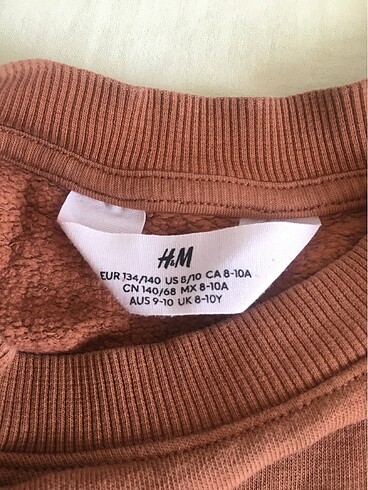 H&M
EUR 134/140 US 8/10 CA 8-10A
CN 140/68 MX 8-10A
AUS 9-10 UK 8-10Y